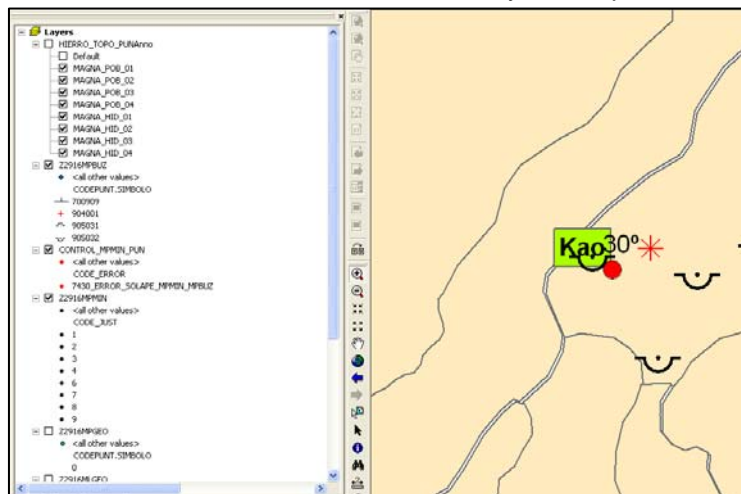 Layers
HIERRO_TOPO_PUNAnno
Default
MAGNA_POB_01
MAGNA_POB_02
MAGNA_POB_03
MAGNA_POB_04
MAGNA_HID_01
MAGNA_HID_02
MAGNA_HID_03
MAGNA_HID_04
Z2916MPBUZ
<all other values>
CODEPUNT.SIMBOLO
700909
904001
905031
905032
CONTROL_MPMIN_PUN
<all other values>
CODE_ERROR
7430_ERROR_SOLAPE_MPMIN_MPBUZ
Z2916MPMIN
<all other values>
CODE_JUST
1
2
3
4
6
7
8
9
Z2916MPGEO
<all other values>
CODEPUNT.SIMBOLO
0
Z2916MLGEO
Kao
30º